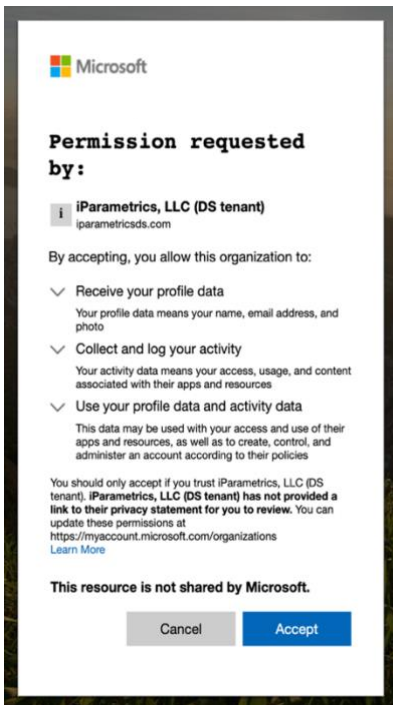 Microsoft
Permission requested
by:
i
iParametrics, LLC (DS tenant)
iparametricsds.com
By accepting, you allow this organization to:
Receive your profile data
Your profile data means your name, email address, and
photo
Collect and log your activity
Your activity data means your access, usage, and content
associated with their apps and resources
Use your profile data and activity data
This data may be used with your access and use of their
apps and resources, as well as to create, control, and
administer an account according to their policies
You should only accept if you trust iParametrics, LLC (DS
tenant). iParametrics, LLC (DS tenant) has not provided a
link to their privacy statement for you to review. You can
update these permissions at
https://myaccount.microsoft.com/organizations
Learn More
This resource is not shared by Microsoft.
Cancel
Accept